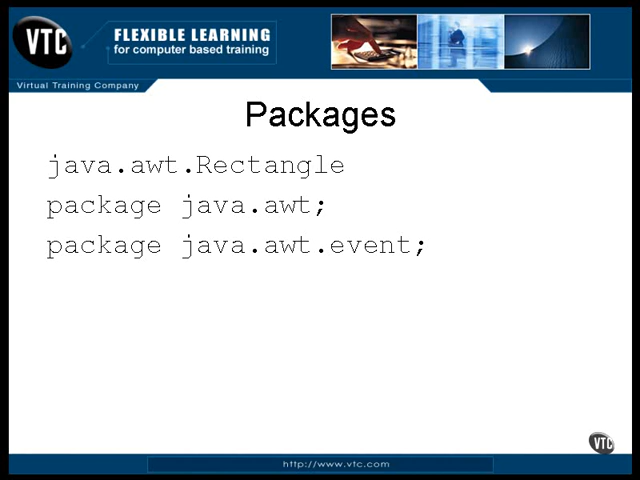 VTC
FLEXIBLE LEARNING
for computer based training
Virtual Training Company
Packages
java.awt.Rectangle
package java.awt;
package java.awt.event;
VTC
http://www.vtc.com